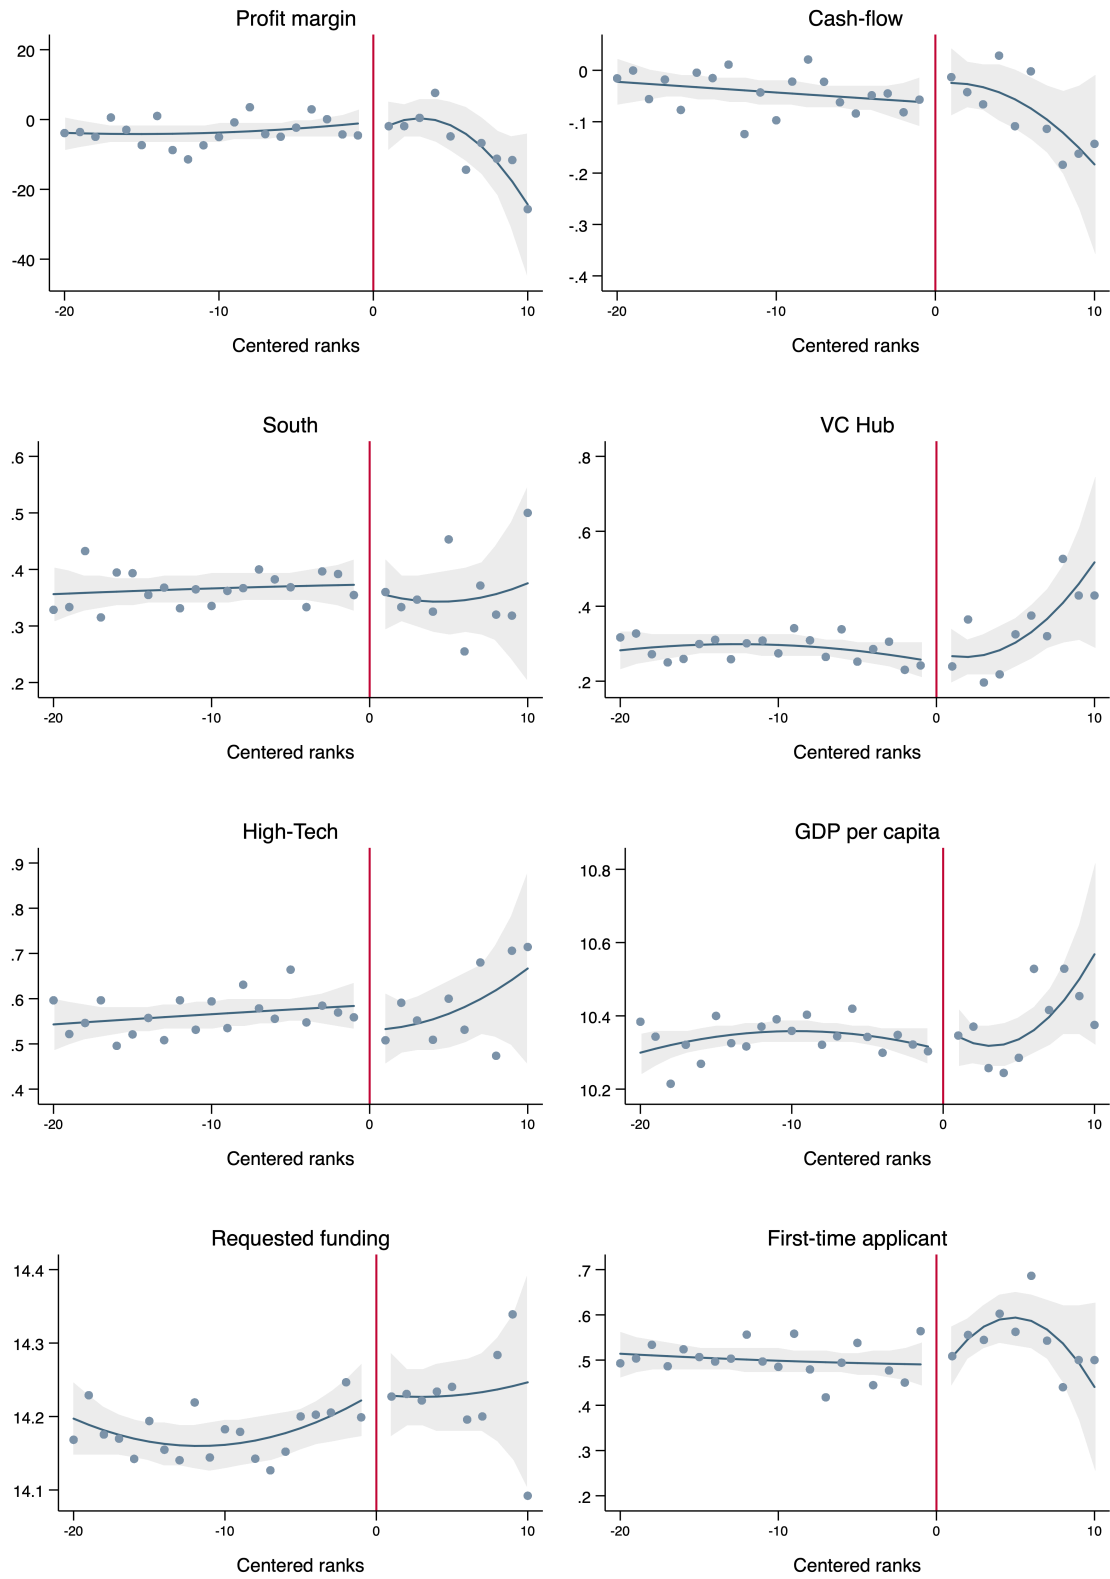 Profit margin
20
0
-20
-40
-20 -10 0 10
Centered ranks
Cash-flow
0
-.1
-.2
-.3
-.4
-20 -10 0 10
Centered ranks
South
.6
.5
.4
.3
.2
-20 -10 0 10
Centered ranks
VC Hub
.8
.6
.4
.2
-20 -10 0 10
Centered ranks
High-Tech
.9
.8
.7
.6
.5
.4
-20 -10 0 10
Centered ranks
GDP per capita
10.8
10.6
10.4
10.2
-20 -10 0 10
Centered ranks
Requested funding
14.4
14.3
14.2
14.1
-20 -10 0 10
Centered ranks
First-time applicant
.7
.6
.5
.4
.3
.2
-20 -10 0 10
Centered ranks